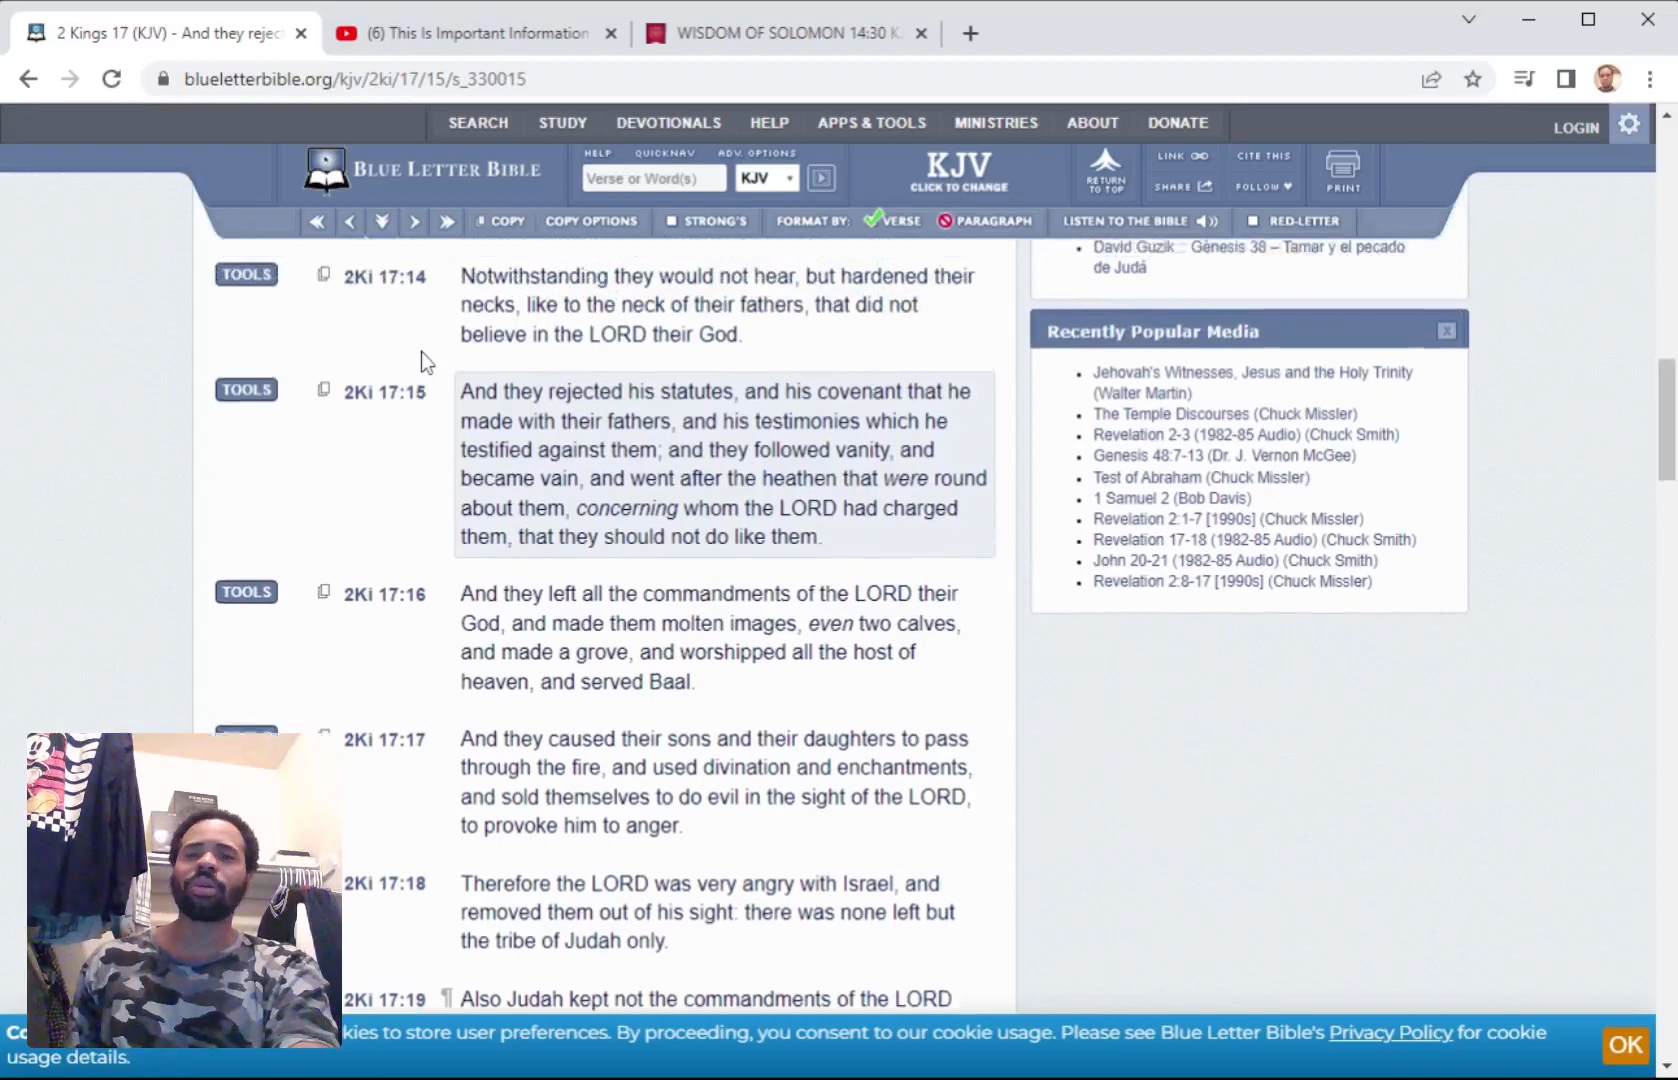 2 Kings 17 (KJV) - And they rejec
(6) This Is Important Information
WISDOM OF SOLOMON 14:30 K
blueletterbible.org/kjv/2ki/17/15/s_330015
SEARCH STUDY DEVOTIONALS HELP APPS & TOOLS MINISTRIES ABOUT DONATE
LOGIN
BLUE LETTER BIBLE
HELP QUICKNAV ADV. OPTIONS
Verse or Word(s)
KJV
KJV
CLICK TO CHANGE
RETURN
TO TOP
LINK
CITE THIS
SHARE
FOLLOW
PRINT
COPY COPY OPTIONS STRONG'S FORMAT BY: VERSE PARAGRAPH LISTEN TO THE BIBLE RED-LETTER
TOOLS
2Ki 17:14
Notwithstanding they would not hear, but hardened their
necks, like to the neck of their fathers, that did not
believe in the LORD their God.
TOOLS
2Ki 17:15
And they rejected his statutes, and his covenant that he
made with their fathers, and his testimonies which he
testified against them; and they followed vanity, and
became vain, and went after the heathen that were round
about them, concerning whom the LORD had charged
them, that they should not do like them.
TOOLS
2Ki 17:16
And they left all the commandments of the LORD their
God, and made them molten images, even two calves,
and made a grove, and worshipped all the host of
heaven, and served Baal.
2Ki 17:17
And they caused their sons and their daughters to pass
through the fire, and used divination and enchantments,
and sold themselves to do evil in the sight of the LORD,
to provoke him to anger.
2Ki 17:18
Therefore the LORD was very angry with Israel, and
removed them out of his sight: there was none left but
the tribe of Judah only.
2Ki 17:19
¶ Also Judah kept not the commandments of the LORD
David Guzik :: Génesis 38 – Tamar y el pecado
de Judá
Recently Popular Media
Jehovah's Witnesses, Jesus and the Holy Trinity
(Walter Martin)
The Temple Discourses (Chuck Missler)
Revelation 2-3 (1982-85 Audio) (Chuck Smith)
Genesis 48:7-13 (Dr. J. Vernon McGee)
Test of Abraham (Chuck Missler)
1 Samuel 2 (Bob Davis)
Revelation 2:1-7 [1990s] (Chuck Missler)
Revelation 17-18 (1982-85 Audio) (Chuck Smith)
John 20-21 (1982-85 Audio) (Chuck Smith)
Revelation 2:8-17 [1990s] (Chuck Missler)
Co kies to store user preferences. By proceeding, you consent to our cookie usage. Please see Blue Letter Bible's Privacy Policy for cookie
usage details.
OK